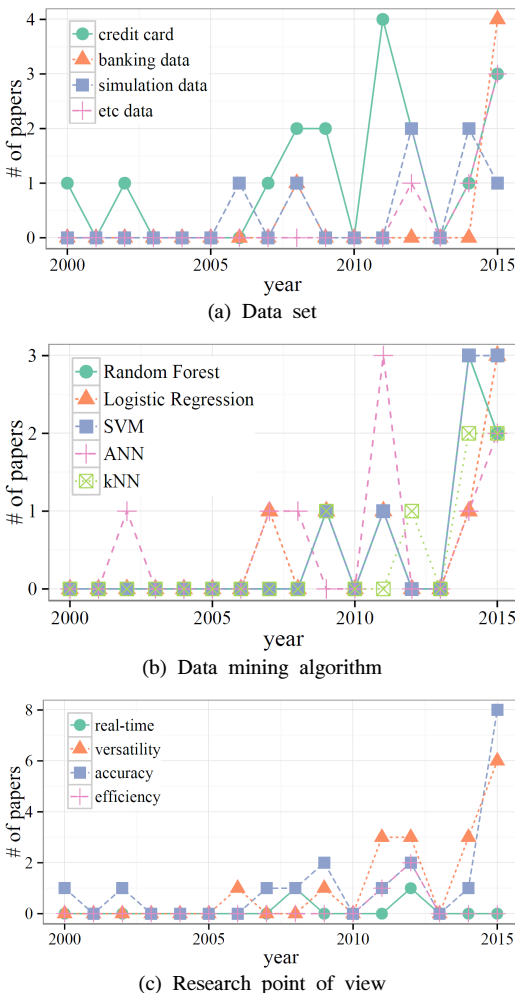 4
3
2
1
0
# of papers
credit card
banking data
simulation data
etc data
2000 2005 2010 2015
year
(a) Data set
3
2
1
0
# of papers
Random Forest
Logistic Regression
SVM
ANN
kNN
2000 2005 2010 2015
year
(b) Data mining algorithm
8
6
4
2
0
# of papers
real-time
versatility
accuracy
efficiency
2000 2005 2010 2015
year
(c) Research point of view